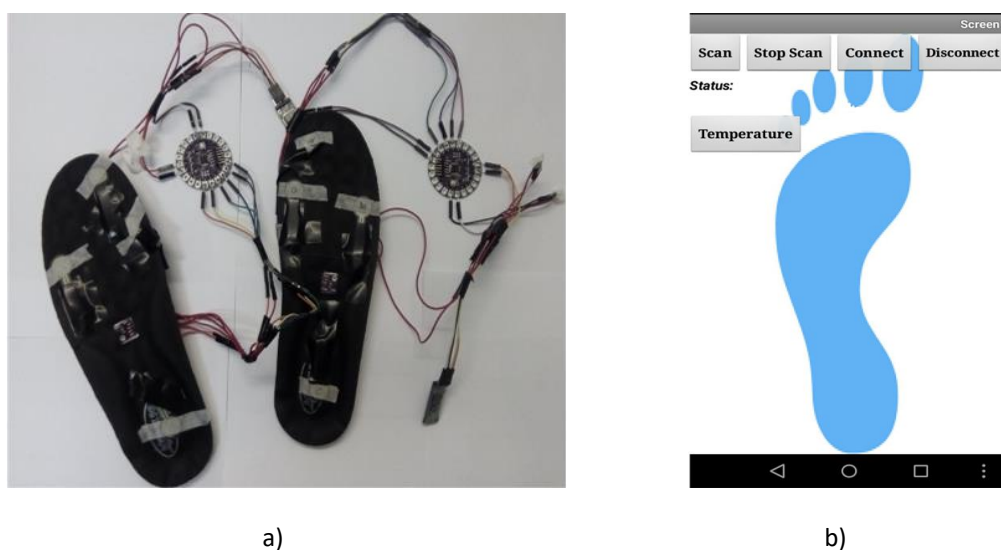 Screen
Scan Stop Scan Connect Disconnect
Status:
Temperature
a) b)